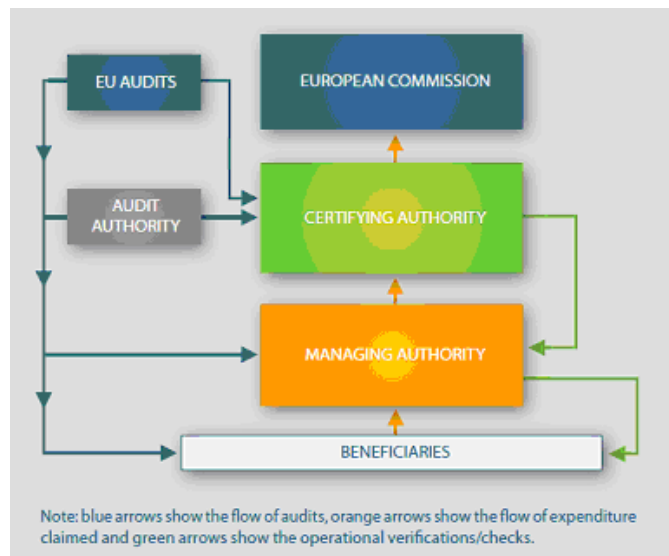 EU AUDITS
EUROPEAN COMMISSION
AUDIT
AUTHORITY
CERTIFYING AUTHORITY
MANAGING AUTHORITY
BENEFICIARIES
Note: blue arrows show the flow of audits, orange arrows show the flow of expenditure
claimed and green arrows show the operational verifications/checks.